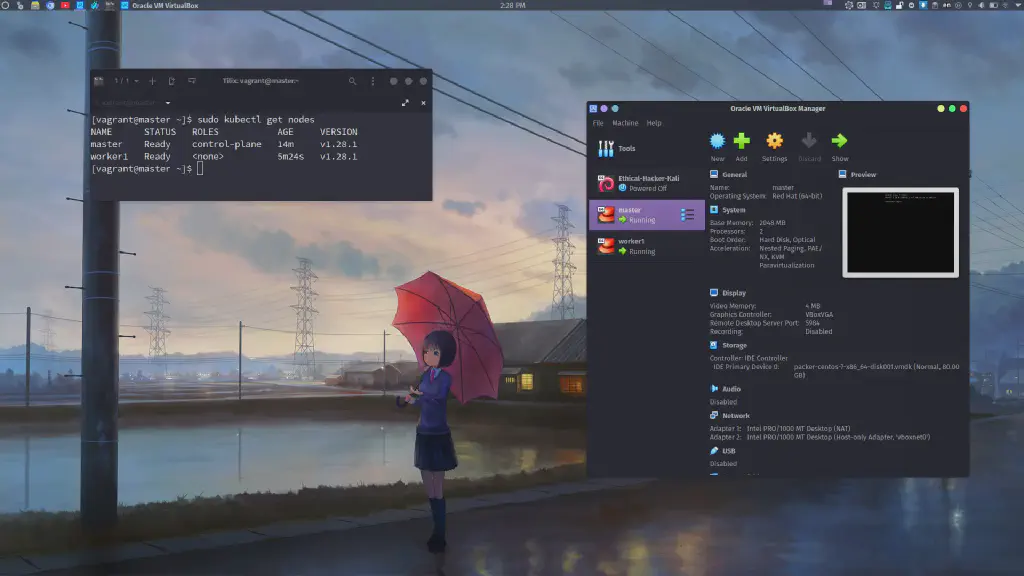 Oracle VM VirtualBox
2:28 PM
1 / 1
Tilix: vagrant@master:~
[vagrant@master ~]$ sudo kubectl get nodes
NAME STATUS ROLES AGE VERSION
master Ready control-plane 14m v1.28.1
worker1 Ready <none> 5m24s v1.28.1
[vagrant@master ~]$
Oracle VM VirtualBox Manager
File Machine Help
Tools
New Add Settings Discard Show
Ethical-Hacker-Kali
Powered Off
master
Running
worker1
Running
General
Name: master
Operating System: Red Hat (64-bit)
System
Base Memory: 2048 MB
Processors: 2
Boot Order: Hard Disk, Optical
Acceleration: Nested Paging, PAE/
NX, KVM
Paravirtualization
Preview
Display
Video Memory: 4 MB
Graphics Controller: VBoxVGA
Remote Desktop Server Port: 5984
Recording: Disabled
Storage
Controller: IDE Controller
IDE Primary Device 0: packer-centos-7-x86_64-disk001.vmdk (Normal, 80.00
GB)
Audio
Disabled
Network
Adapter 1: Intel PRO/1000 MT Desktop (NAT)
Adapter 2: Intel PRO/1000 MT Desktop (Host-only Adapter, 'vboxnet0')
USB
Disabled